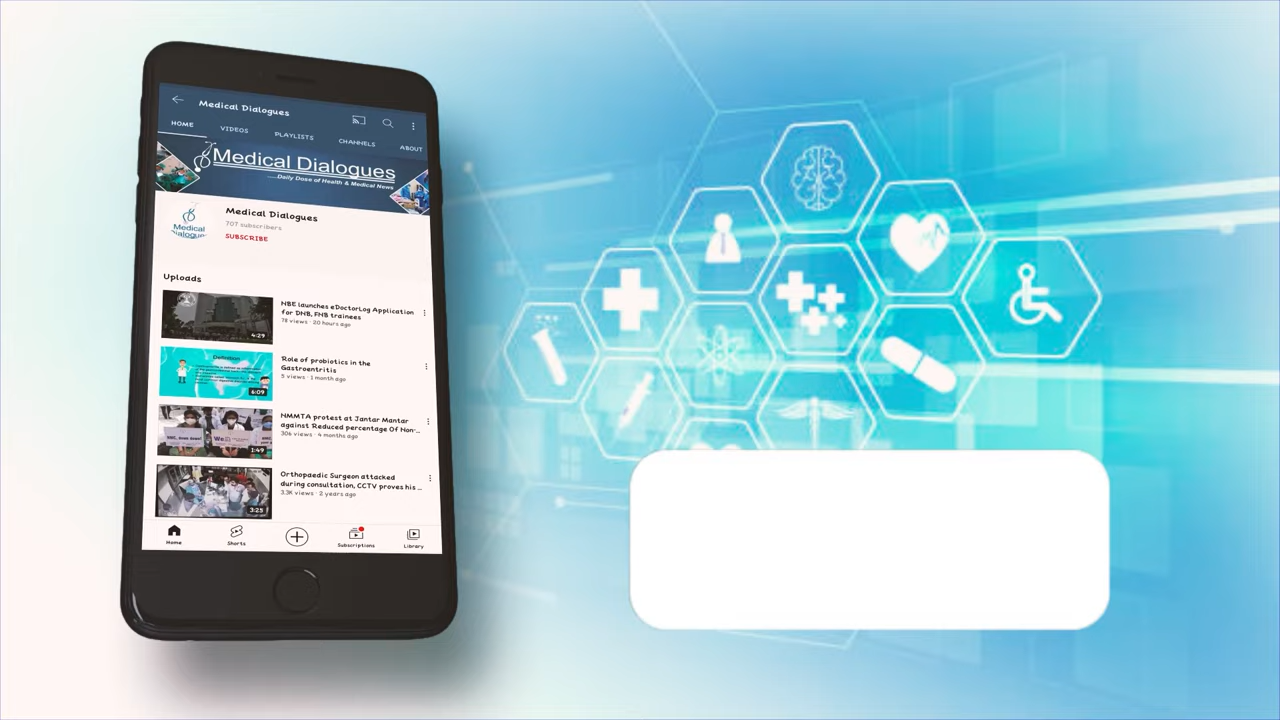 Medical Dialogues
HOME VIDEOS PLAYLISTS CHANNELS ABOUT
Medical Dialogues
.....Daily Dose of Health & Medical News
Medical Dialogues
Medical Dialogues
707 subscribers
SUBSCRIBE
Uploads
NBE launches eDoctorLog Application
for DNB, FNB trainees
78 views · 20 hours ago
4:29
'Role of probiotics in the
Gastroentritis
5 views · 1 month ago
Definition
6:09
NMMTA protest at Jantar Mantar
against Reduced percentage Of Non-...
306 views · 4 months ago
1:49
Orthopaedic Surgeon attacked
during consultation, CCTV proves his ...
3.3K views · 2 years ago
3:25
Home Shorts Subscriptions Library